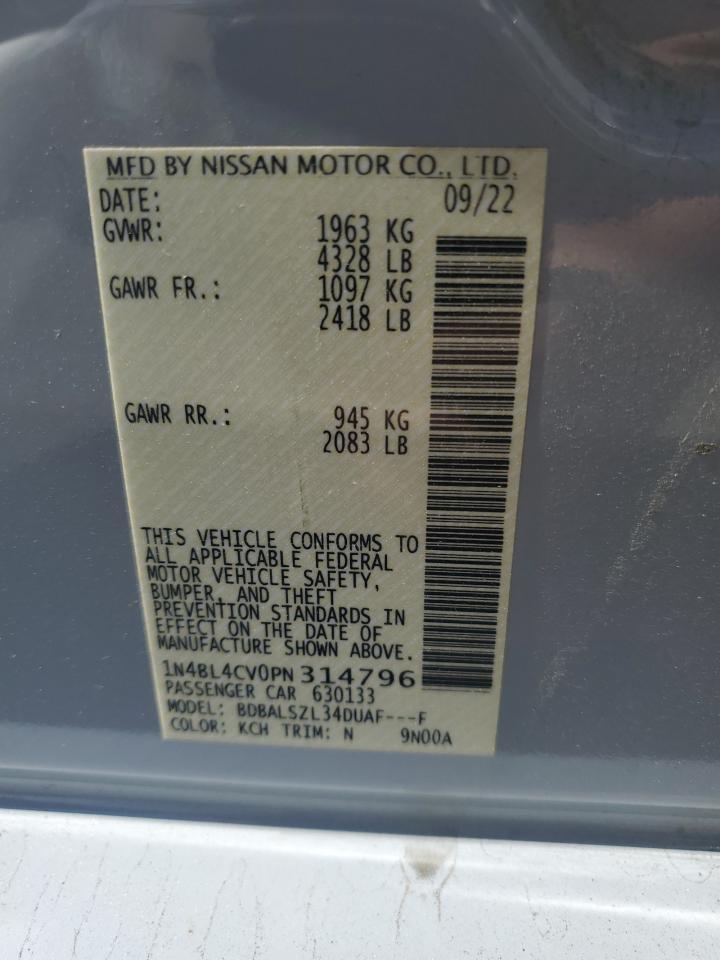 MFD BY NISSAN MOTOR CO., LTD.
DATE: 09/22
GVWR: 1963 KG
4328 LB
GAWR FR.: 1097 KG
2418 LB
GAWR RR.: 945 KG
2083 LB
THIS VEHICLE CONFORMS TO
ALL APPLICABLE FEDERAL
MOTOR VEHICLE SAFETY,
BUMPER, AND THEFT
PREVENTION STANDARDS IN
EFFECT ON THE DATE OF
MANUFACTURE SHOWN ABOVE.
1N4BL4CV0PN 314796
PASSENGER CAR 630133
MODEL: BDBALSZL34DUAF---F
COLOR: KCH TRIM: N 9N00A